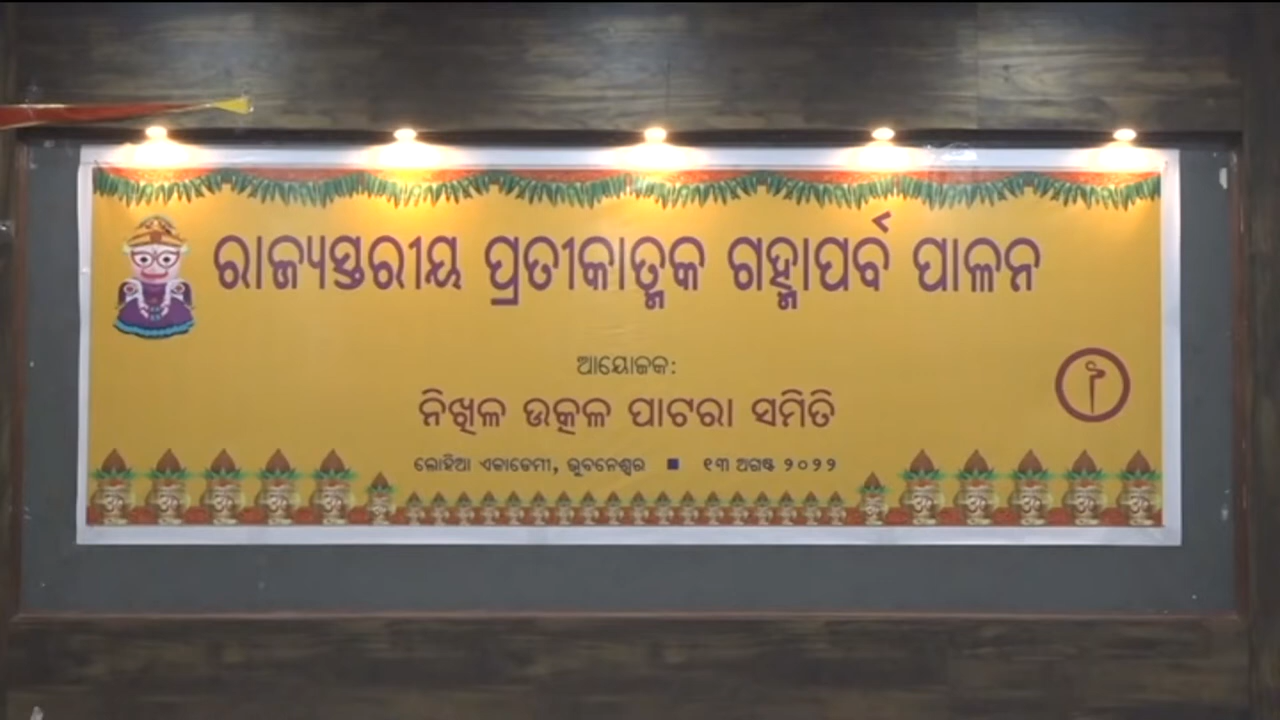 ରାଜ୍ୟସ୍ତରୀୟ ପ୍ରତୀକାତ୍ମକ ଗହ୍ମାପର୍ବ ପାଳନ
ଆୟୋଜକ:
ନିଖିଳ ଉତ୍କଳ ପାଟରା ସମିତି
ଲୋହିଆ ଏକାଡେମୀ, ଭୁବନେଶ୍ୱର ■ ୧୩ ଅଗଷ୍ଟ ୨୦୨୨